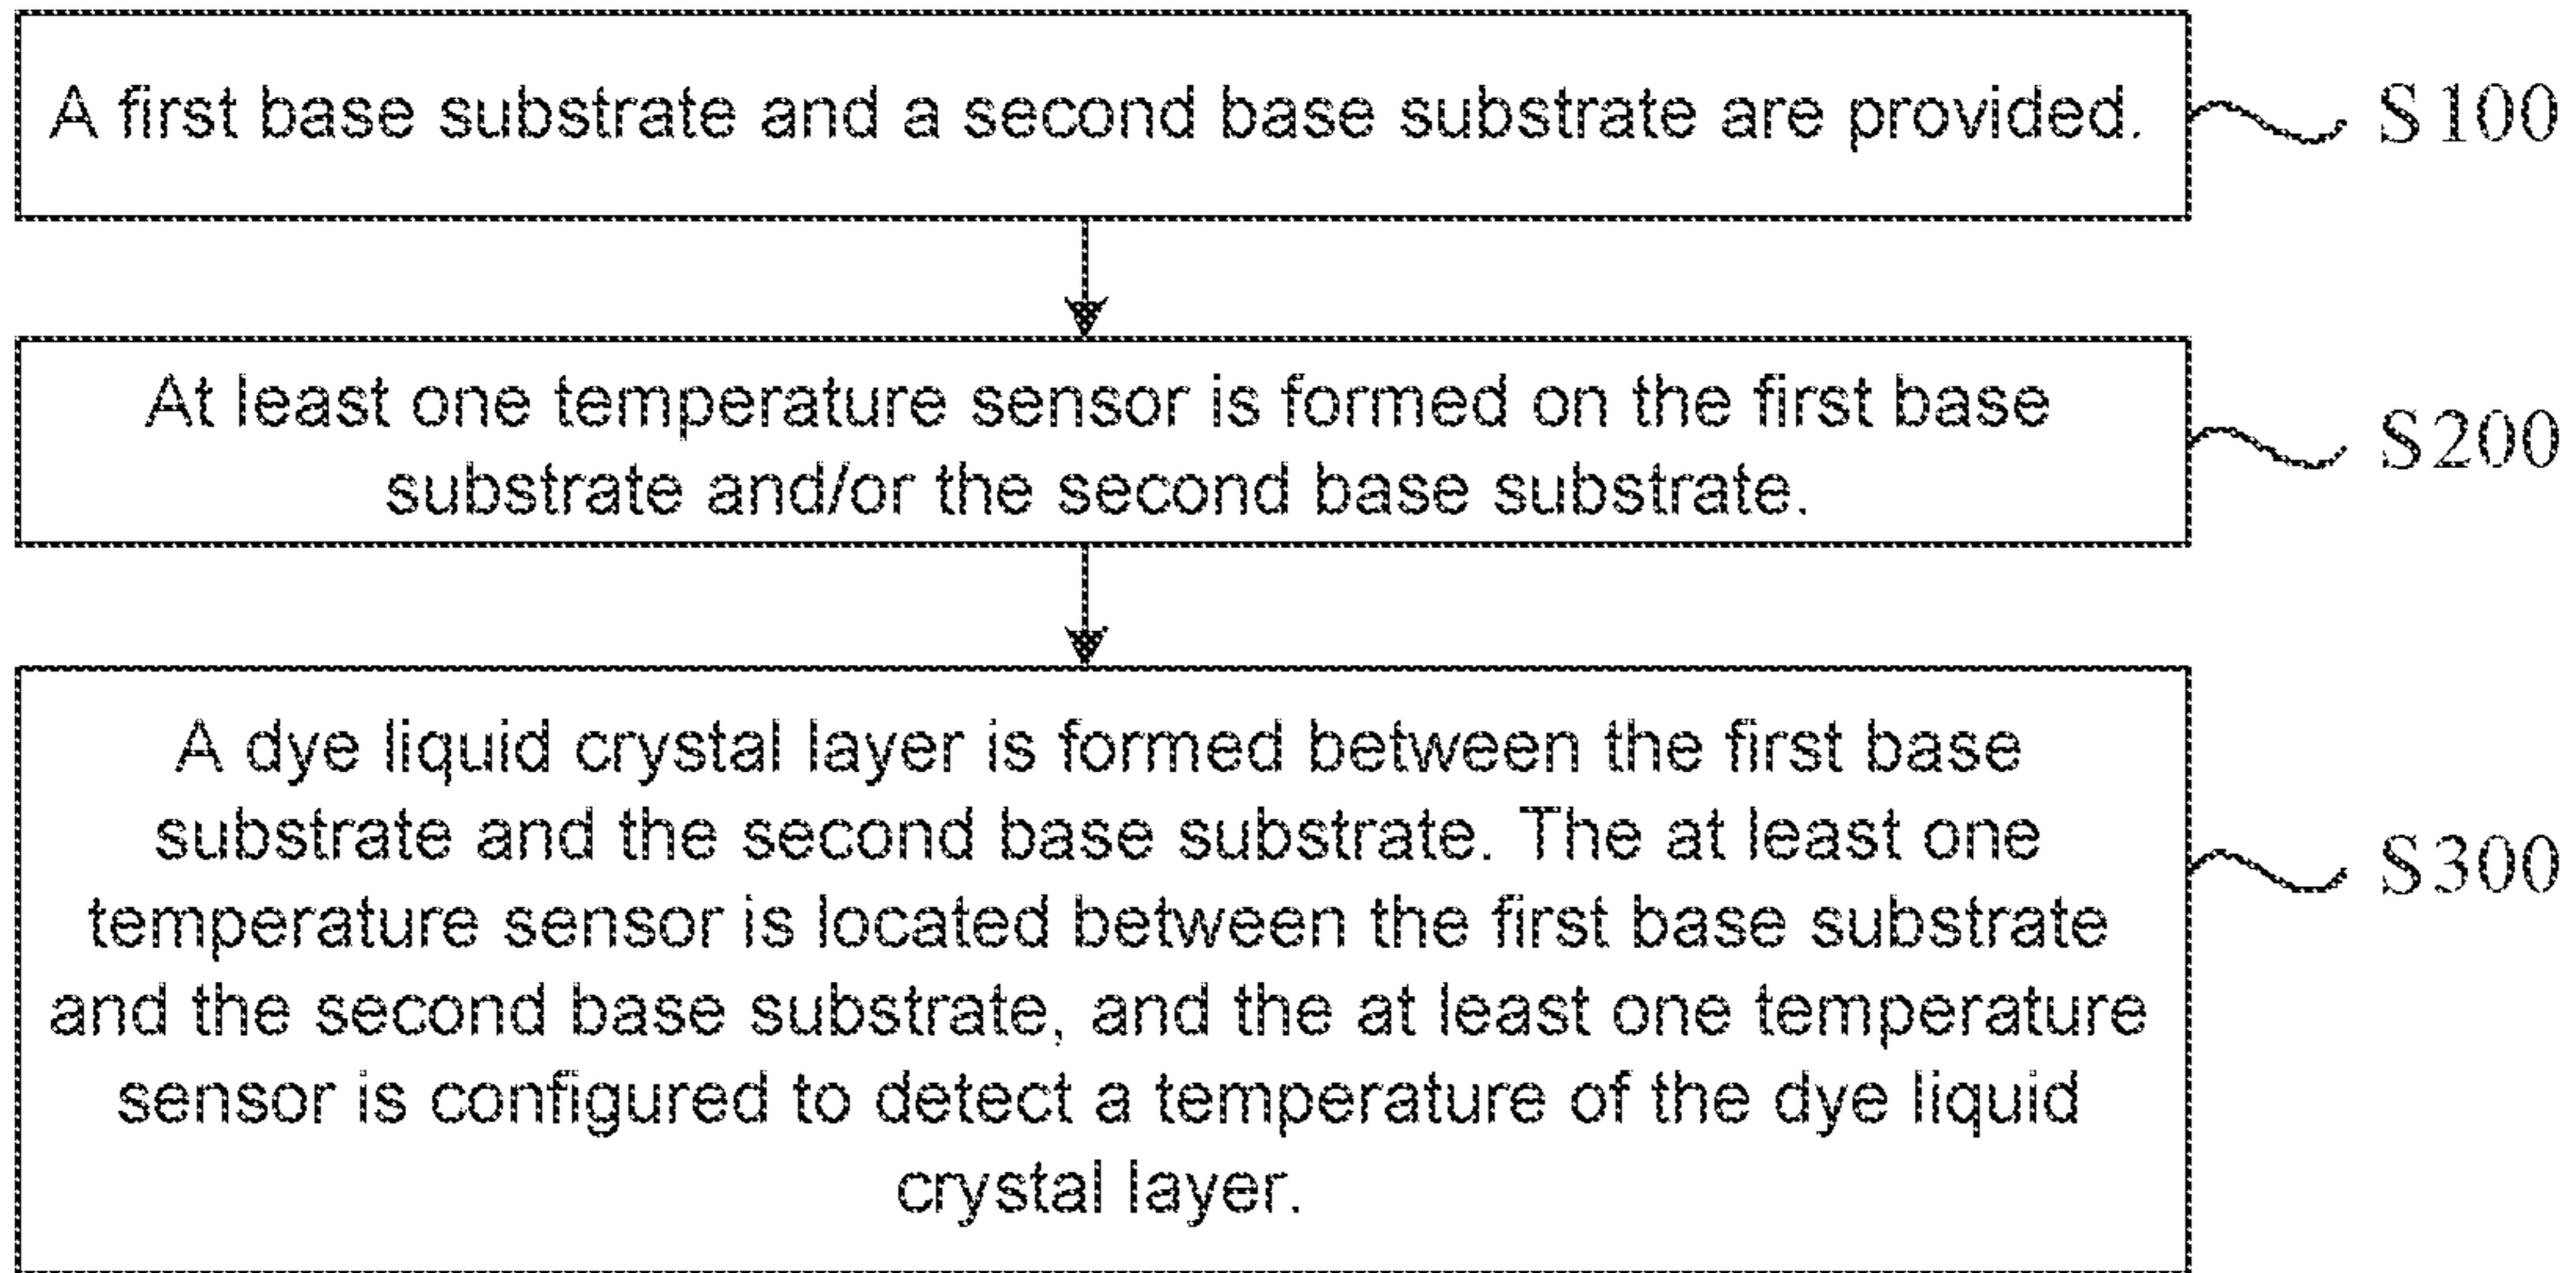 A first base substrate and a second base substrate are provided.
S100
At least one temperature sensor is formed on the first base
substrate and/or the second base substrate.
S200
A dye liquid crystal layer is formed between the first base
substrate and the second base substrate. The at least one
temperature sensor is located between the first base substrate
and the second base substrate, and the at least one temperature
sensor is configured to detect a temperature of the dye liquid
crystal layer.
S300